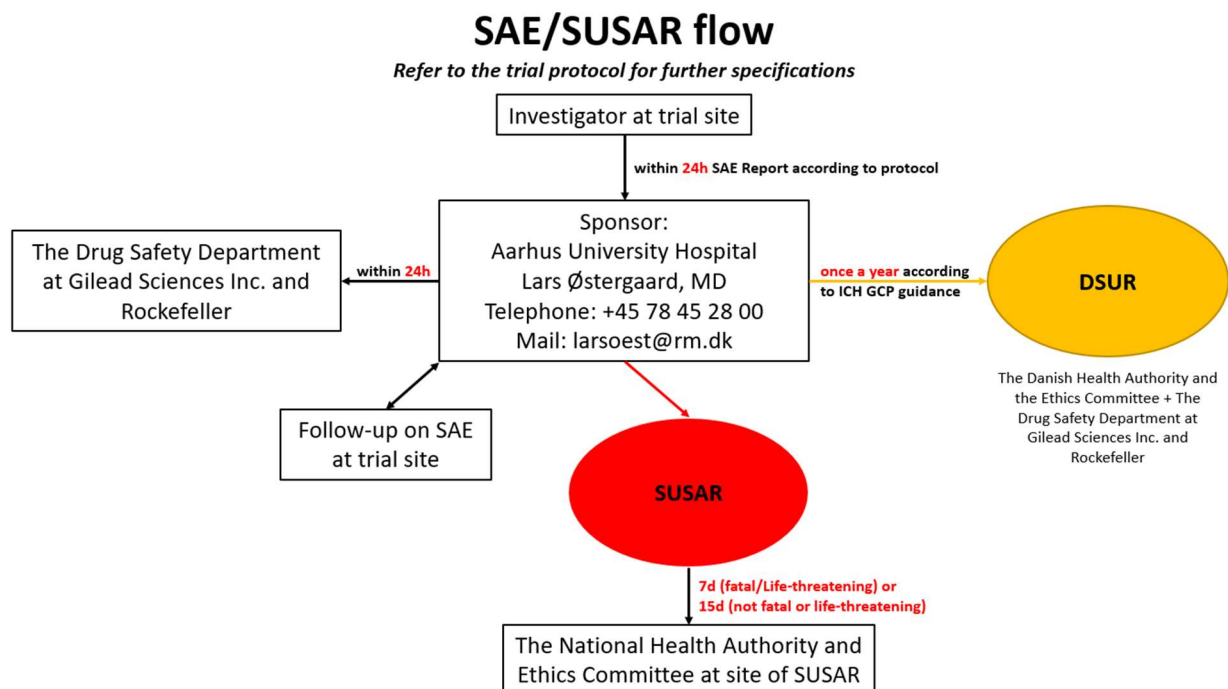 SAE/SUSAR flow
Refer to the trial protocol for further specifications
Investigator at trial site
within 24h SAE Report according to protocol
Sponsor:
Aarhus University Hospital
Lars Østergaard, MD
Telephone: +45 78 45 28 00
Mail: larsoest@rm.dk
The Drug Safety Department
at Gilead Sciences Inc. and
Rockefeller
within 24h
once a year according
to ICH GCP guidance
DSUR
The Danish Health Authority and
the Ethics Committee + The
Drug Safety Department at
Gilead Sciences Inc. and
Rockefeller
Follow-up on SAE
at trial site
SUSAR
7d (fatal/Life-threatening) or
15d (not fatal or life-threatening)
The National Health Authority and
Ethics Committee at site of SUSAR